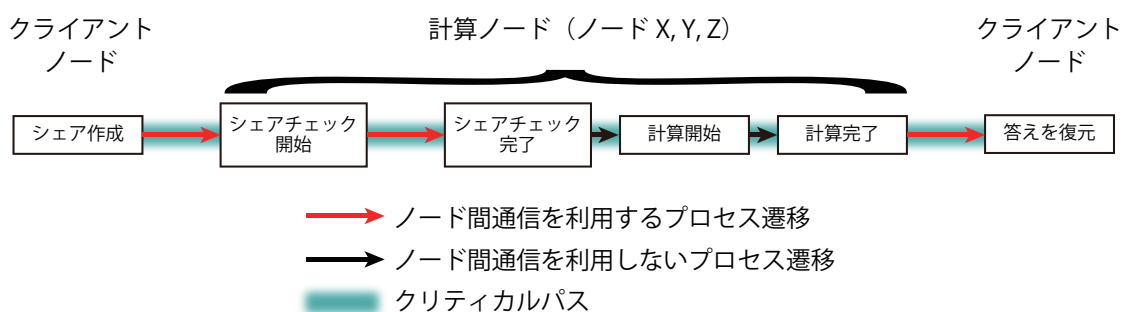 クライアント
ノード
計算ノード（ノード X, Y, Z）
クライアント
ノード
シェア作成
シェアチェック
開始
シェアチェック
完了
計算開始
計算完了
答えを復元
ノード間通信を利用するプロセス遷移
ノード間通信を利用しないプロセス遷移
クリティカルパス